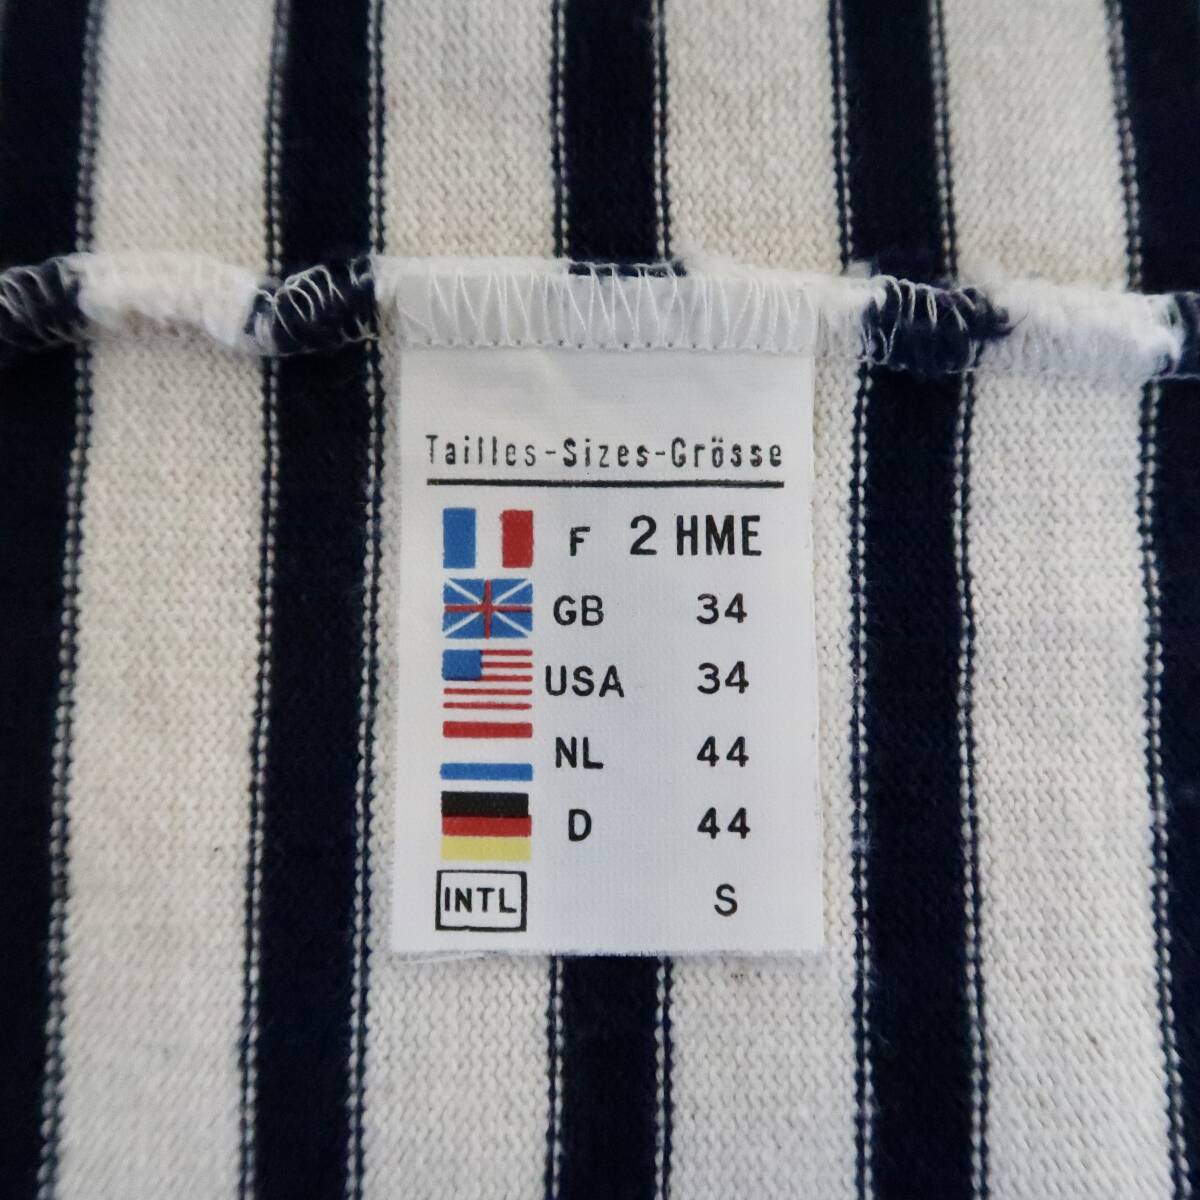 Tailles-Sizes-Grösse
F 2 HME
GB 34
USA 34
NL 44
D 44
INTL S